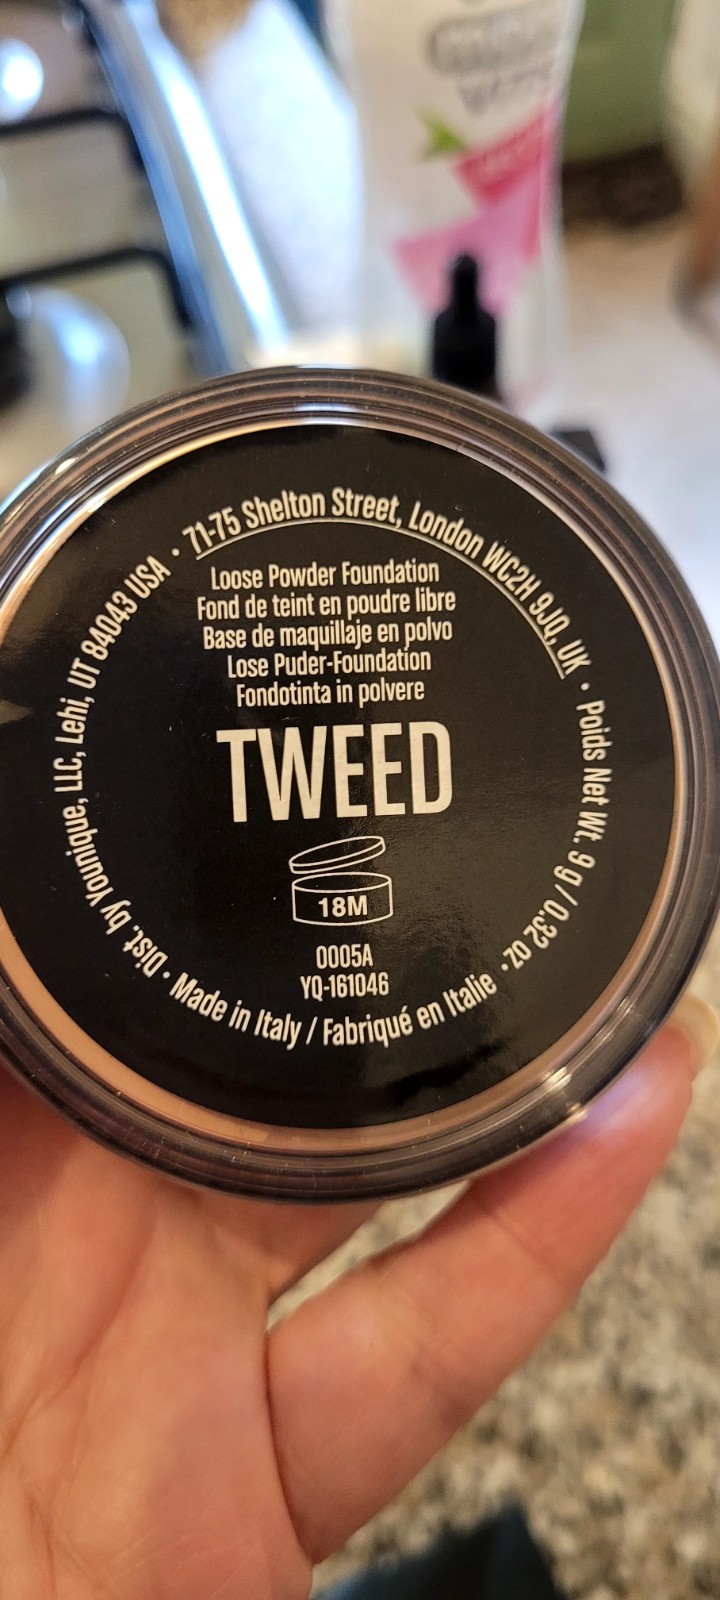 71-75 Shelton Street, London WC2H 9JQ, UK • Poids Net Wt. 9 g / 0.32 oz • Made in Italy / Fabriqué en Italie • Dist. by Younique, LLC, Lehi, UT 84043 USA •
Loose Powder Foundation
Fond de teint en poudre libre
Base de maquillaje en polvo
Lose Puder-Foundation
Fondotinta in polvere
TWEED
18M
0005A
YQ-161046